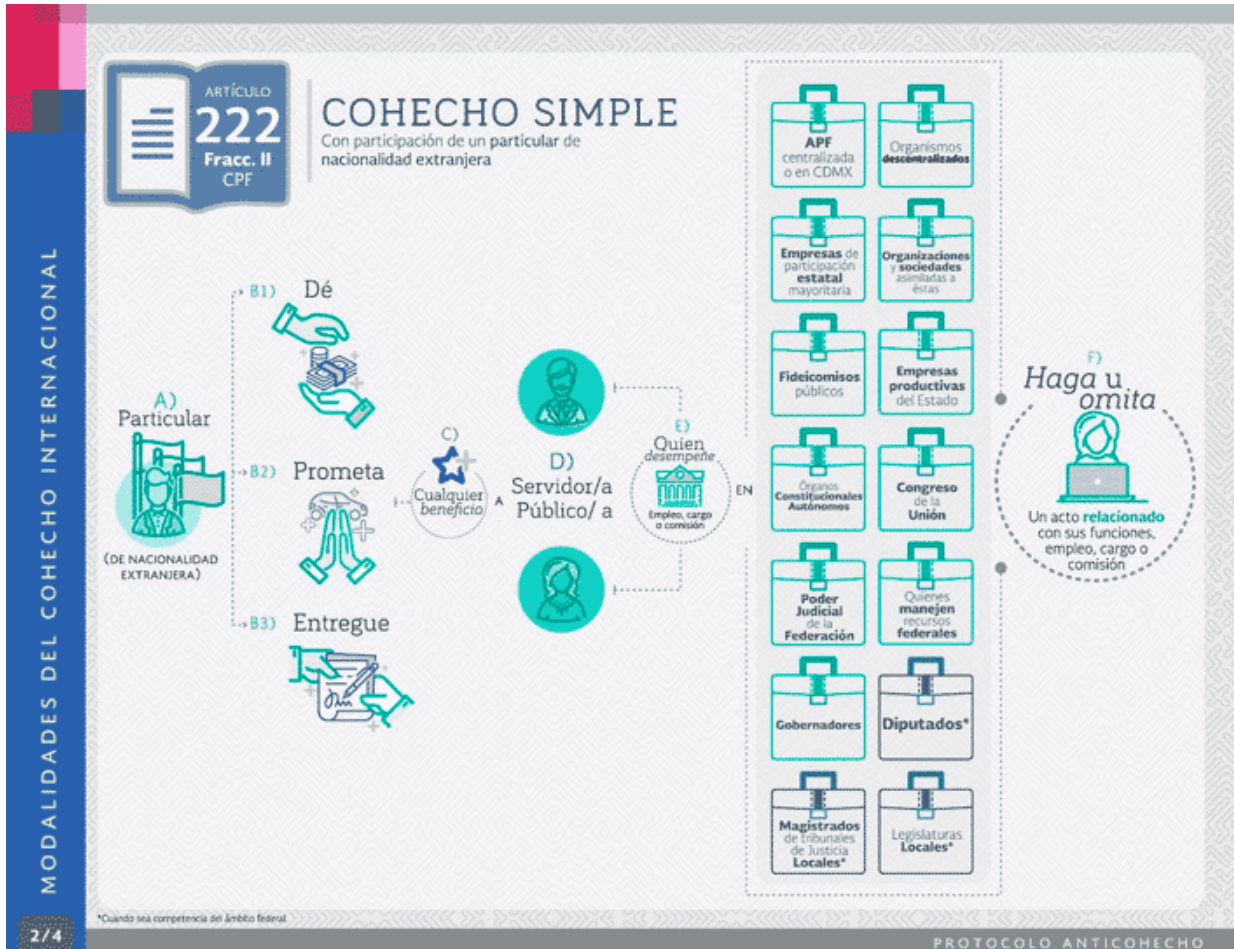 MODALIDADES DEL COHECHO INTERNACIONAL
2/4
ARTÍCULO
222
Fracc. II
CPF
COHECHO SIMPLE
Con participación de un particular de
nacionalidad extranjera
A)
Particular
(DE NACIONALIDAD
EXTRANJERA)
B1) Dé
B2) Prometa
B3) Entregue
C)
Cualquier
beneficio
A
D)
Servidor/a
Público/ a
E)
Quien
desempeñe
Empleo, cargo
o comisión
EN
APF
centralizada
o en CDMX
Organismos
descentralizados
Empresas de
participación
estatal
mayoritaria
Organizaciones
y sociedades
asimiladas a
éstas
Fideicomisos
públicos
Empresas
productivas
del Estado
Órganos
Constitucionales
Autónomos
Congreso
de la
Unión
Poder
Judicial
de la
Federación
Quienes
manejen
recursos
federales
Gobernadores
Diputados*
Magistrados
de tribunales
de Justicia
Locales*
Legislaturas
Locales*
F)
Haga u
omita
Un acto relacionado
con sus funciones,
empleo, cargo o
comisión
*Cuando sea competencia del ámbito federal
PROTOCOLO ANTICOHECHO